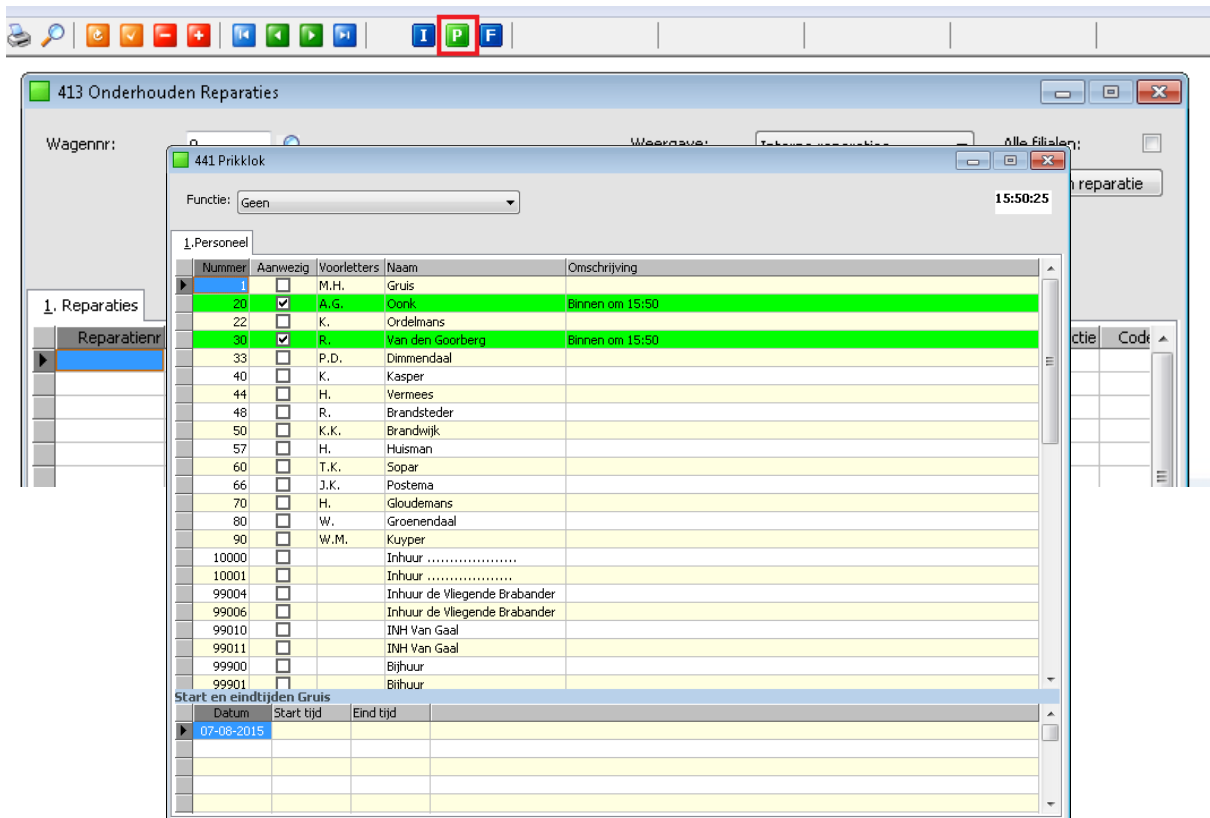 I P F
413 Onderhouden Reparaties
Wagennr:
Weergave:
Interne reparaties
Alle filialen:
reparatie
1. Reparaties
Reparatienr
ctie Code
441 Prikklok
Functie: Geen
15:50:25
1.Personeel
Nummer Aanwezig Voorletters Naam Omschrijving
1 M.H. Gruis
20 A.G. Oonk Binnen om 15:50
22 K. Ordelmans
30 R. Van den Goorberg Binnen om 15:50
33 P.D. Dimmendaal
40 K. Kasper
44 H. Vermees
48 R. Brandsteder
50 K.K. Brandwijk
57 H. Huisman
60 T.K. Sopar
66 J.K. Postema
70 H. Gloudemans
80 W. Groenendaal
90 W.M. Kuyper
10000 Inhuur ....................
10001 Inhuur ...................
99004 Inhuur de Vliegende Brabander
99006 Inhuur de Vliegende Brabander
99010 INH Van Gaal
99011 INH Van Gaal
99900 Bijhuur
99901 Bijhuur
Start en eindtijden Gruis
Datum Start tijd Eind tijd
07-08-2015